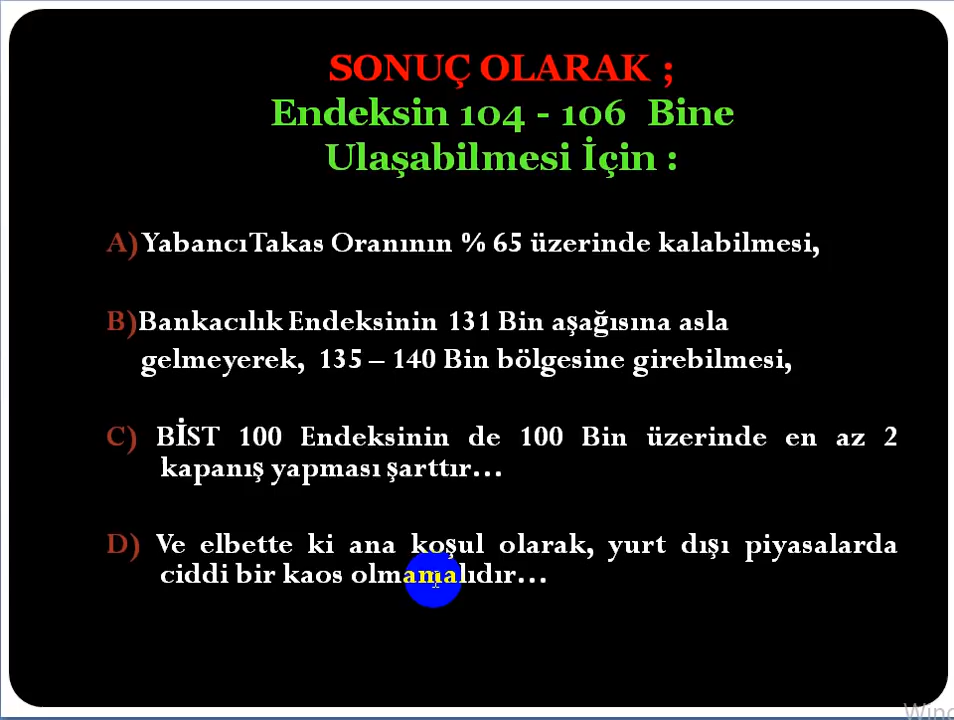 SONUÇ OLARAK ;
Endeksin 104 - 106 Bine
Ulaşabilmesi İçin :
A) YabancıTakas Oranının % 65 üzerinde kalabilmesi,
B)Bankacılık Endeksinin 131 Bin aşağısına asla
gelmeyerek, 135 – 140 Bin bölgesine girebilmesi,
C) BİST 100 Endeksinin de 100 Bin üzerinde en az 2
kapanış yapması şarttır...
D) Ve elbette ki ana koşul olarak, yurt dışı piyasalarda
ciddi bir kaos olmamalıdır...